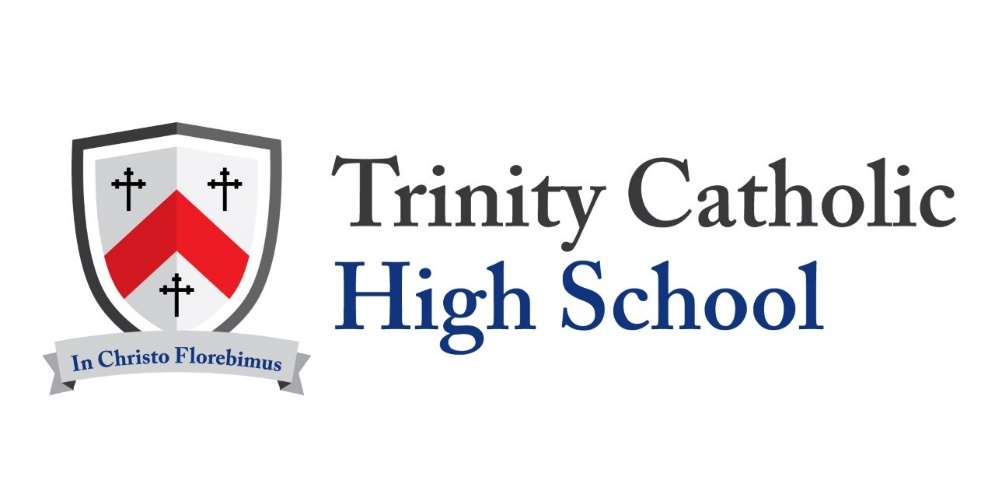 Trinity Catholic
High School
In Christo Florebimus